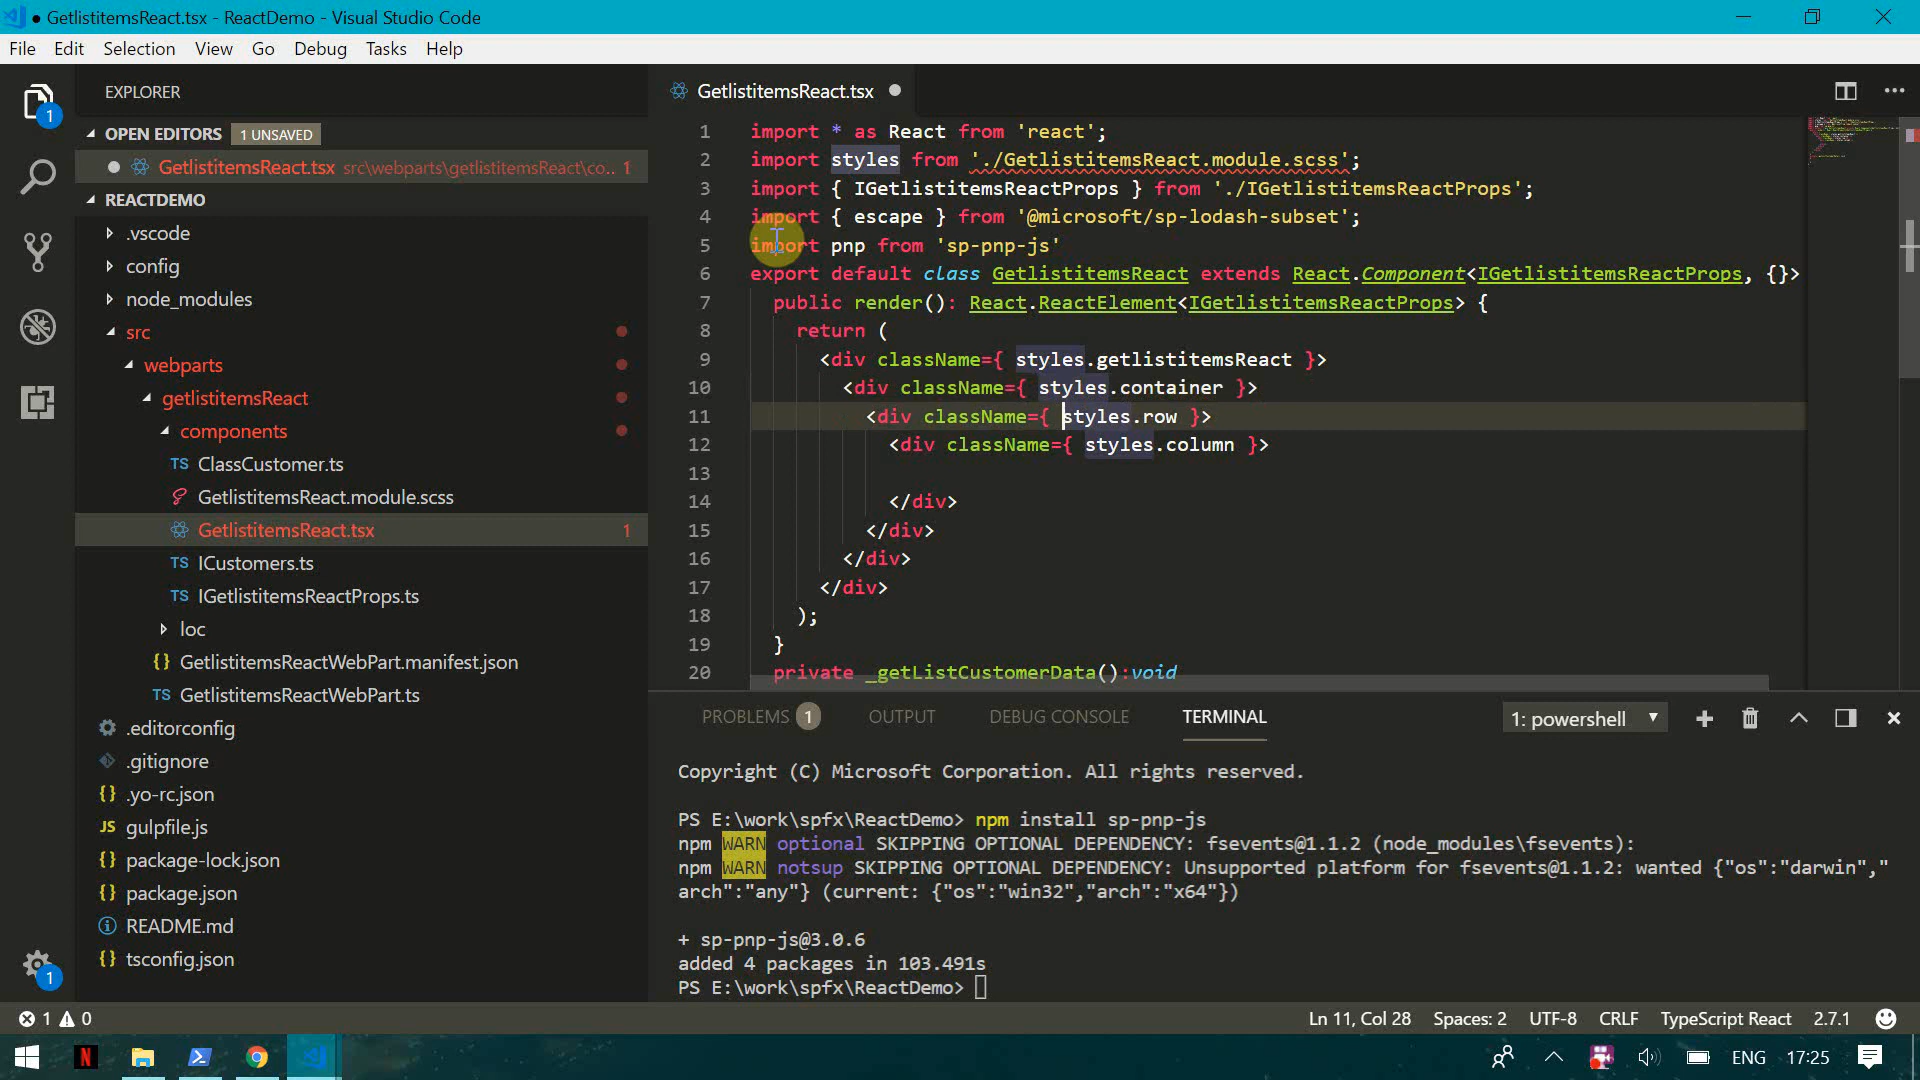 GetlistitemsReact.tsx - ReactDemo - Visual Studio Code
File Edit Selection View Go Debug Tasks Help
1
EXPLORER
OPEN EDITORS 1 UNSAVED
GetlistitemsReact.tsx src\webparts\getlistitemsReact\co... 1
REACTDEMO
.vscode
config
node_modules
src
webparts
getlistitemsReact
components
TS ClassCustomer.ts
GetlistitemsReact.module.scss
GetlistitemsReact.tsx 1
TS ICustomers.ts
TS IGetlistitemsReactProps.ts
loc
{} GetlistitemsReactWebPart.manifest.json
TS GetlistitemsReactWebPart.ts
.editorconfig
.gitignore
{} .yo-rc.json
JS gulpfile.js
{} package-lock.json
{} package.json
README.md
{} tsconfig.json
1
GetlistitemsReact.tsx
1 import * as React from 'react';
2 import styles from './GetlistitemsReact.module.scss';
3 import { IGetlistitemsReactProps } from './IGetlistitemsReactProps';
4 import { escape } from '@microsoft/sp-lodash-subset';
5 import pnp from 'sp-pnp-js'
6 export default class GetlistitemsReact extends React.Component<IGetlistitemsReactProps, {}>
7 public render(): React.ReactElement<IGetlistitemsReactProps> {
8 return (
9 <div className={ styles.getlistitemsReact }>
10 <div className={ styles.container }>
11 <div className={ styles.row }>
12 <div className={ styles.column }>
13
14 </div>
15 </div>
16 </div>
17 </div>
18 );
19 }
20 private _getListCustomerData():void
PROBLEMS 1 OUTPUT DEBUG CONSOLE TERMINAL 1: powershell
Copyright (C) Microsoft Corporation. All rights reserved.
PS E:\work\spfx\ReactDemo> npm install sp-pnp-js
npm WARN optional SKIPPING OPTIONAL DEPENDENCY: fsevents@1.1.2 (node_modules\fsevents):
npm WARN notsup SKIPPING OPTIONAL DEPENDENCY: Unsupported platform for fsevents@1.1.2: wanted {"os":"darwin","
arch":"any"} (current: {"os":"win32","arch":"x64"})
+ sp-pnp-js@3.0.6
added 4 packages in 103.491s
PS E:\work\spfx\ReactDemo>
1 0 Ln 11, Col 28 Spaces: 2 UTF-8 CRLF TypeScript React 2.7.1
N ENG 17:25